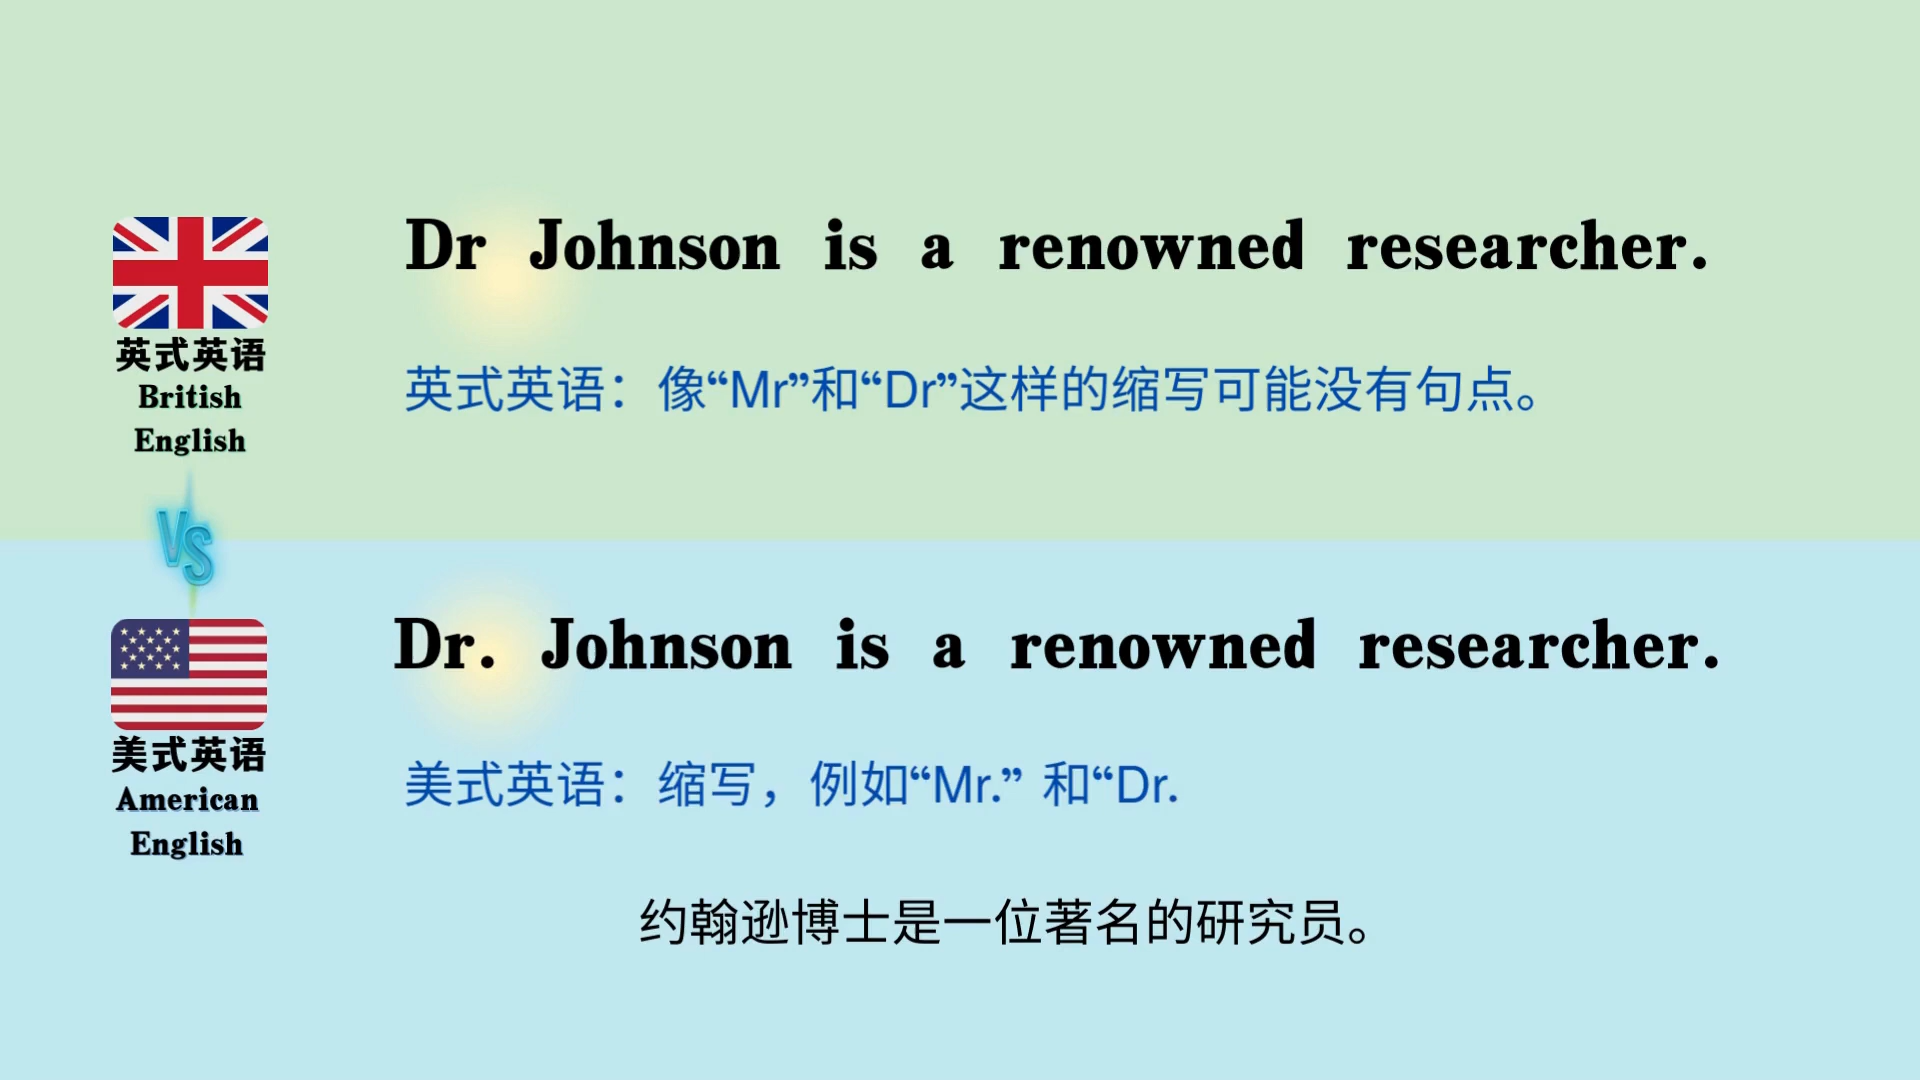 Dr Johnson is a renowned researcher.
英式英语
British
English
英式英语：像“Mr”和“Dr”这样的缩写可能没有句点。
VS
Dr. Johnson is a renowned researcher.
美式英语
American
English
美式英语：缩写，例如“Mr.” 和“Dr.
约翰逊博士是一位著名的研究员。